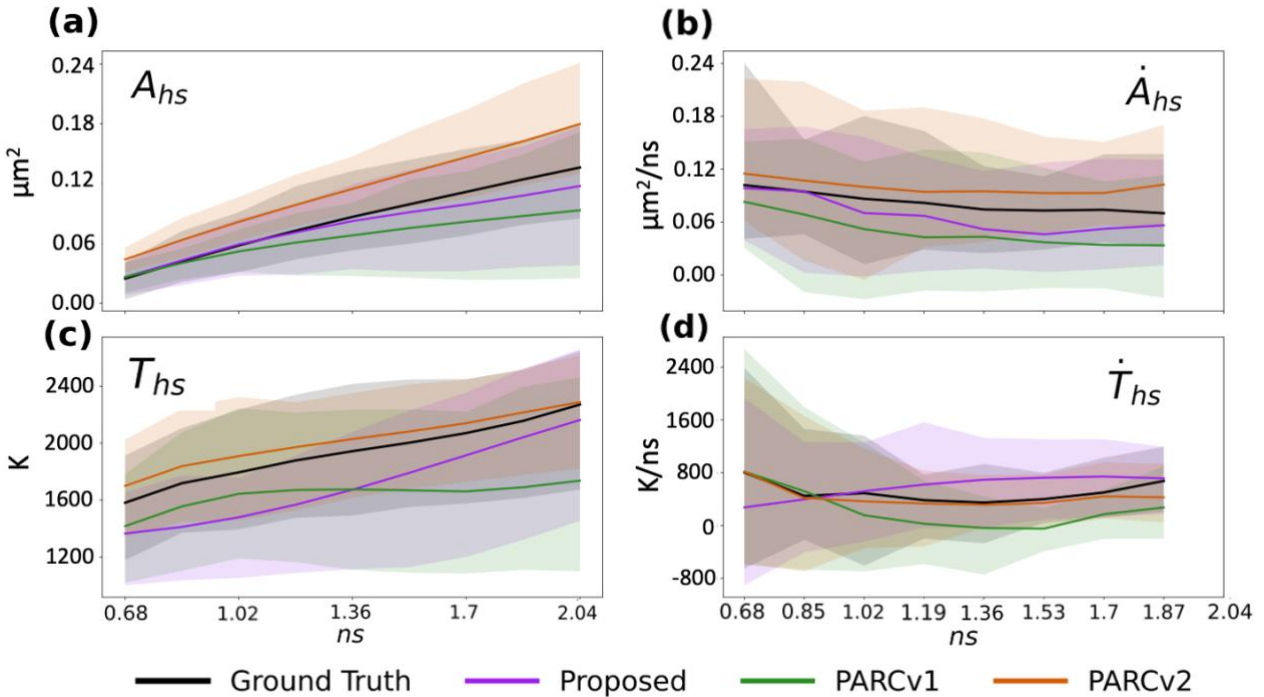 (a)
(b)
0.24
0.18
0.12
0.06
0.00
μm²
A_hs
0.24
0.18
0.12
0.06
0.00
μm²/ns
Ȧ_hs
(c)
(d)
2400
2000
1600
1200
K
T_hs
0.68
1.02
1.36
1.7
2.04
ns
2400
1600
800
0
-800
K/ns
Ṫ_hs
0.68
0.85
1.02
1.19
1.36
1.53
1.7
1.87
2.04
ns
Ground Truth
Proposed
PARCv1
PARCv2